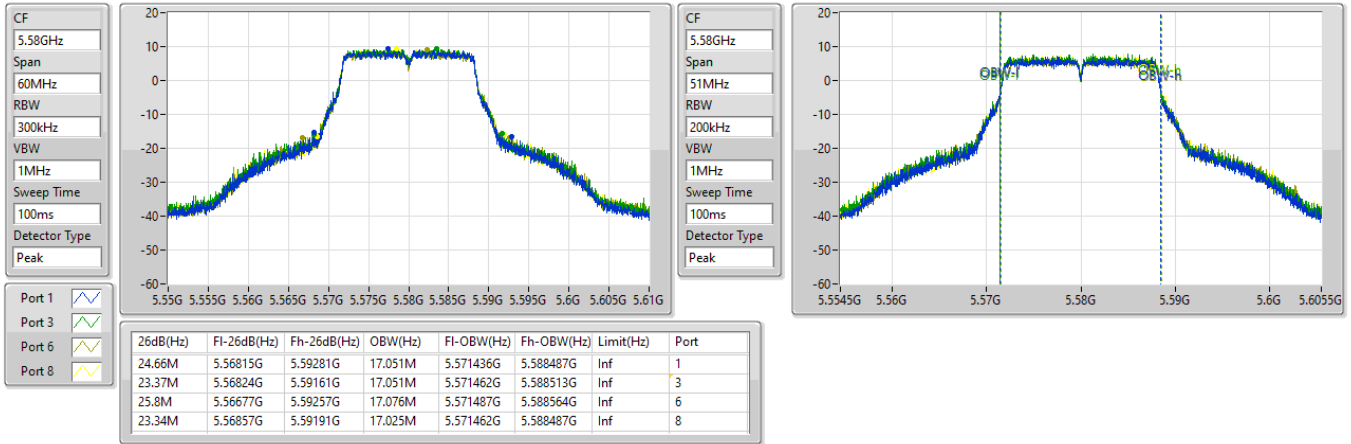 CF
5.58GHz
Span
60MHz
RBW
300kHz
VBW
1MHz
Sweep Time
100ms
Detector Type
Peak
20-
10-
0-
-10-
-20-
-30-
-40-
-50-
-60-
5.55G 5.555G 5.56G 5.565G 5.570G 5.575G 5.58G 5.585G 5.59G 5.595G 5.6G 5.605G 5.61G
CF
5.58GHz
Span
51MHz
RBW
200kHz
VBW
1MHz
Sweep Time
100ms
Detector Type
Peak
20-
10-
0-
-10-
-20-
-30-
-40-
-50-
-60-
OBW-l OBW-h
5.5545G 5.56G 5.57G 5.58G 5.59G 5.6G 5.6055G
Port 1
Port 3
Port 6
Port 8
26dB(Hz) Fl-26dB(Hz) Fh-26dB(Hz) OBW(Hz) Fl-OBW(Hz) Fh-OBW(Hz) Limit(Hz) Port
24.66M 5.56815G 5.59281G 17.051M 5.571436G 5.588487G Inf 1
23.37M 5.56824G 5.59161G 17.051M 5.571462G 5.588513G Inf 3
25.8M 5.56677G 5.59257G 17.076M 5.571487G 5.588564G Inf 6
23.34M 5.56857G 5.59191G 17.025M 5.571462G 5.588487G Inf 8